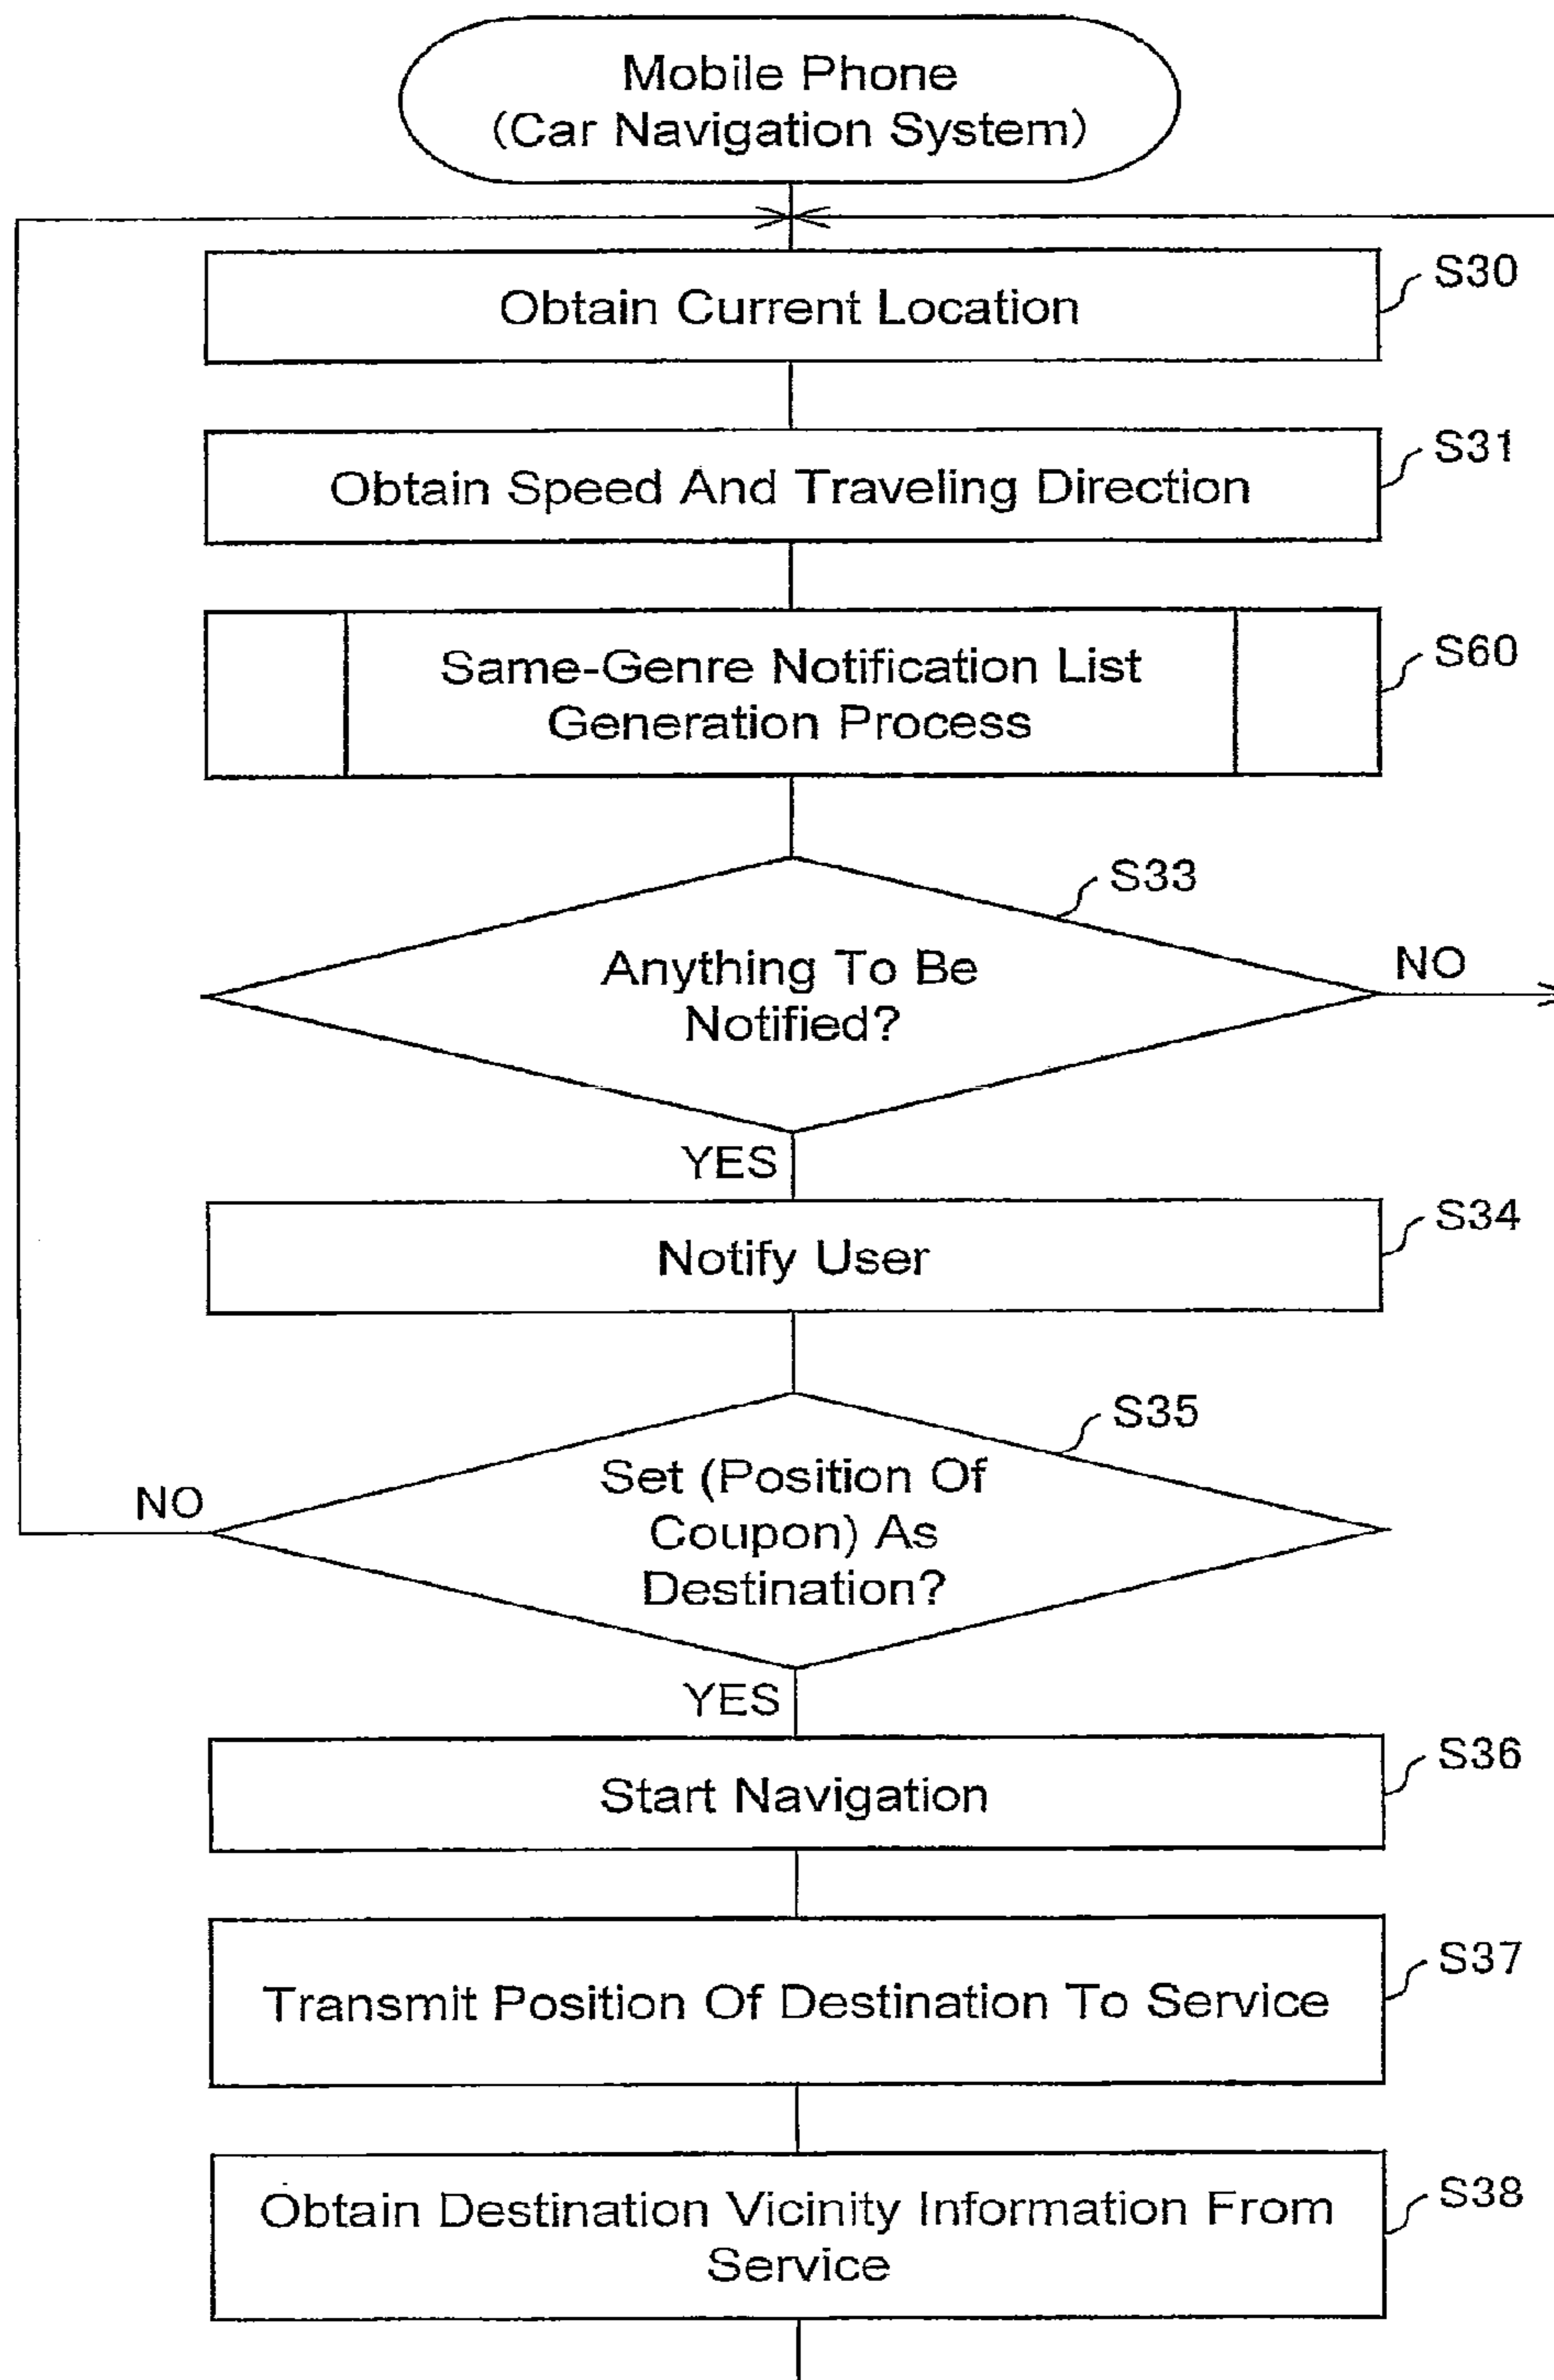 Mobile Phone
(Car Navigation System)
S30
Obtain Current Location
S31
Obtain Speed And Traveling Direction
S60
Same-Genre Notification List
Generation Process
S33
Anything To Be
Notified?
NO
YES
S34
Notify User
S35
Set (Position Of
Coupon) As
Destination?
NO
YES
S36
Start Navigation
S37
Transmit Position Of Destination To Service
S38
Obtain Destination Vicinity Information From
Service